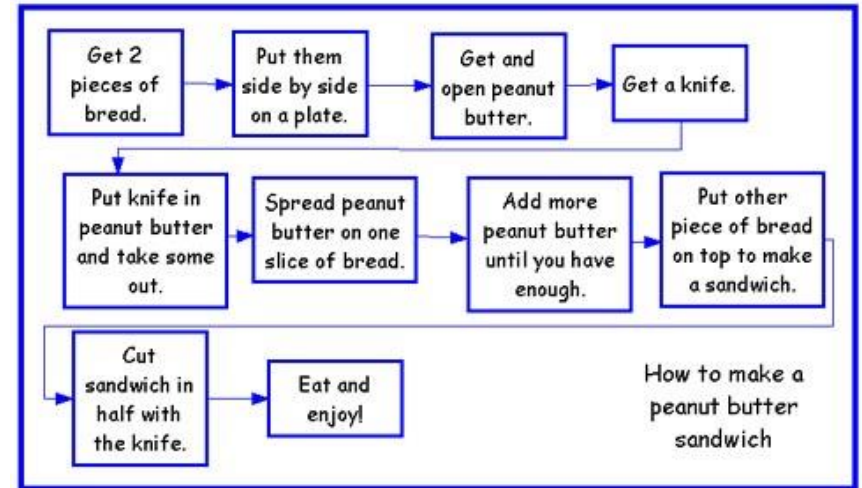 Get 2
pieces of
bread.
Put them
side by side
on a plate.
Get and
open peanut
butter.
Get a knife.
Put knife in
peanut butter
and take some
out.
Spread peanut
butter on one
slice of bread.
Add more
peanut butter
until you have
enough.
Put other
piece of bread
on top to make
a sandwich.
Cut
sandwich in
half with
the knife.
Eat and
enjoy!
How to make a
peanut butter
sandwich